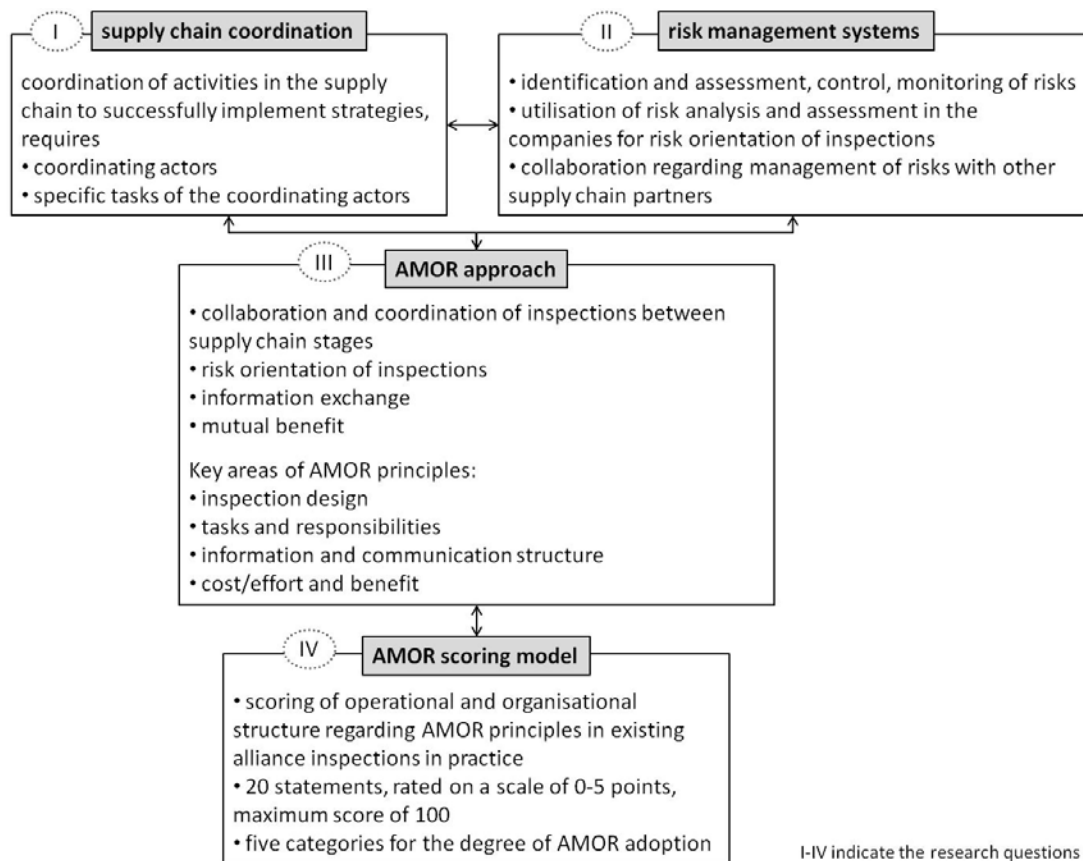 I
supply chain coordination
coordination of activities in the supply
chain to successfully implement strategies,
requires
• coordinating actors
• specific tasks of the coordinating actors
II
risk management systems
• identification and assessment, control, monitoring of risks
• utilisation of risk analysis and assessment in the
companies for risk orientation of inspections
• collaboration regarding management of risks with other
supply chain partners
III
AMOR approach
• collaboration and coordination of inspections between
supply chain stages
• risk orientation of inspections
• information exchange
• mutual benefit
Key areas of AMOR principles:
• inspection design
• tasks and responsibilities
• information and communication structure
• cost/effort and benefit
IV
AMOR scoring model
• scoring of operational and organisational
structure regarding AMOR principles in existing
alliance inspections in practice
• 20 statements, rated on a scale of 0-5 points,
maximum score of 100
• five categories for the degree of AMOR adoption
I-IV indicate the research questions